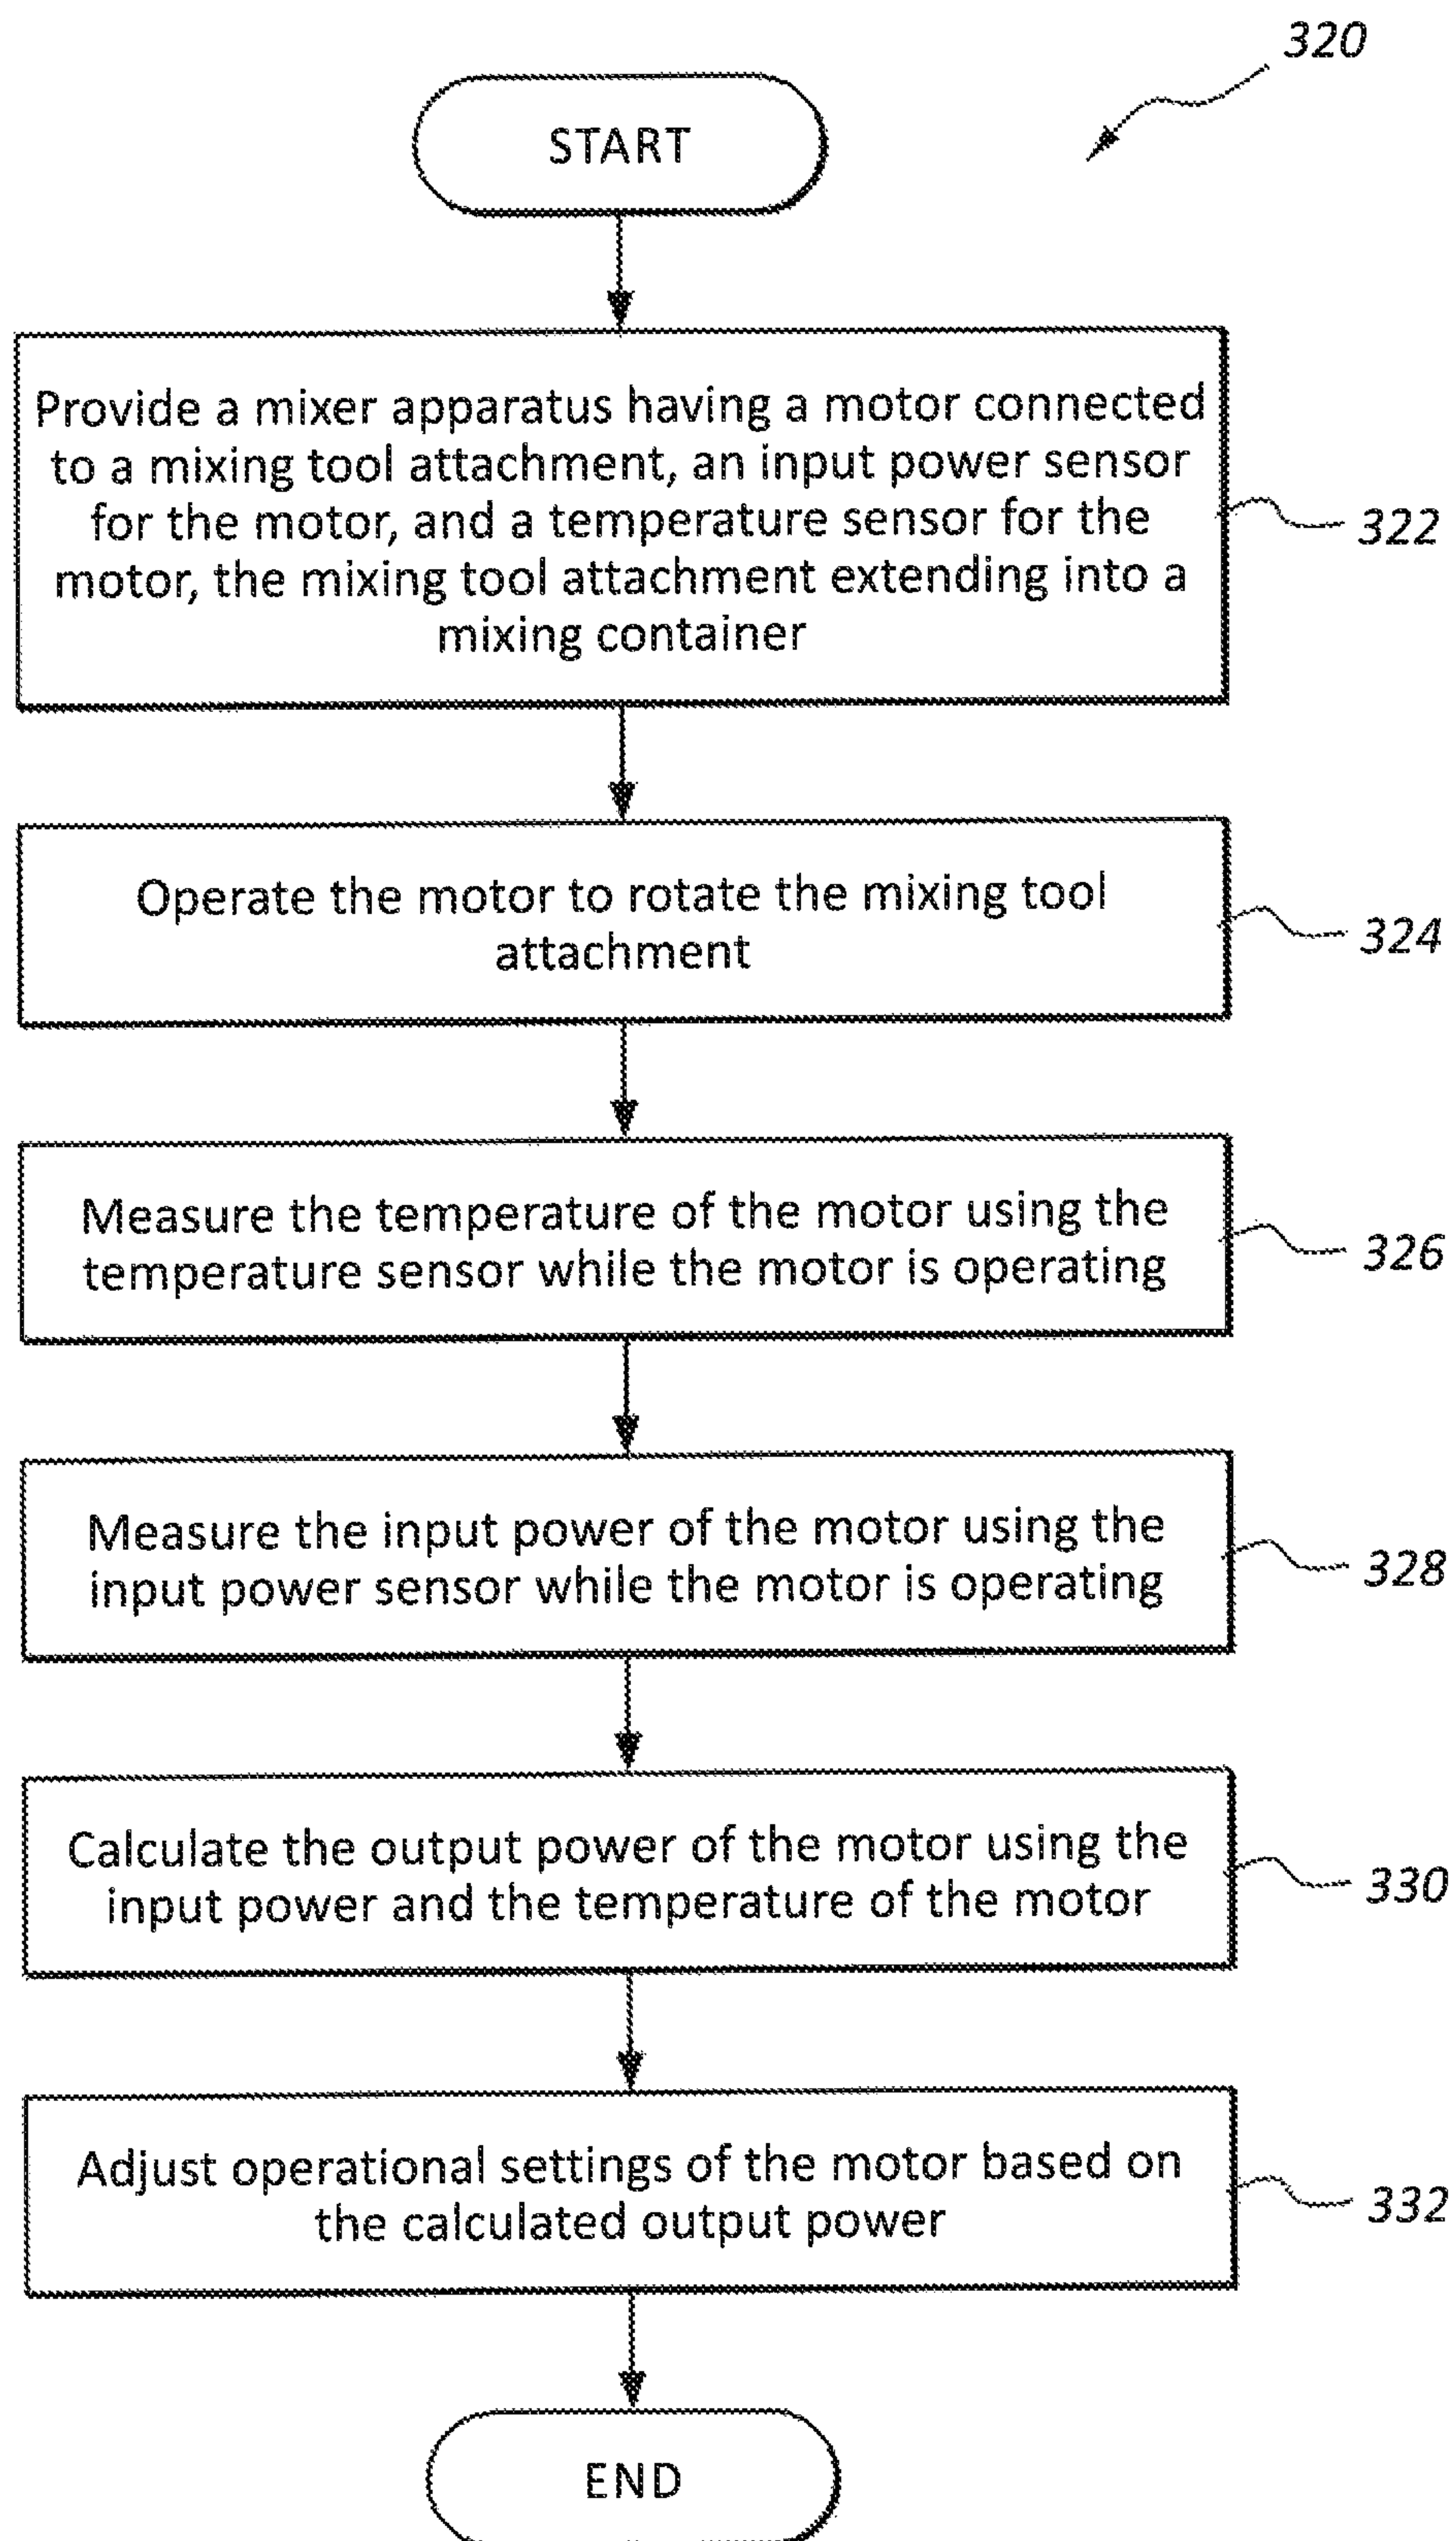 320
START
Provide a mixer apparatus having a motor connected
to a mixing tool attachment, an input power sensor
for the motor, and a temperature sensor for the
motor, the mixing tool attachment extending into a
mixing container
322
Operate the motor to rotate the mixing tool
attachment
324
Measure the temperature of the motor using the
temperature sensor while the motor is operating
326
Measure the input power of the motor using the
input power sensor while the motor is operating
328
Calculate the output power of the motor using the
input power and the temperature of the motor
330
Adjust operational settings of the motor based on
the calculated output power
332
END